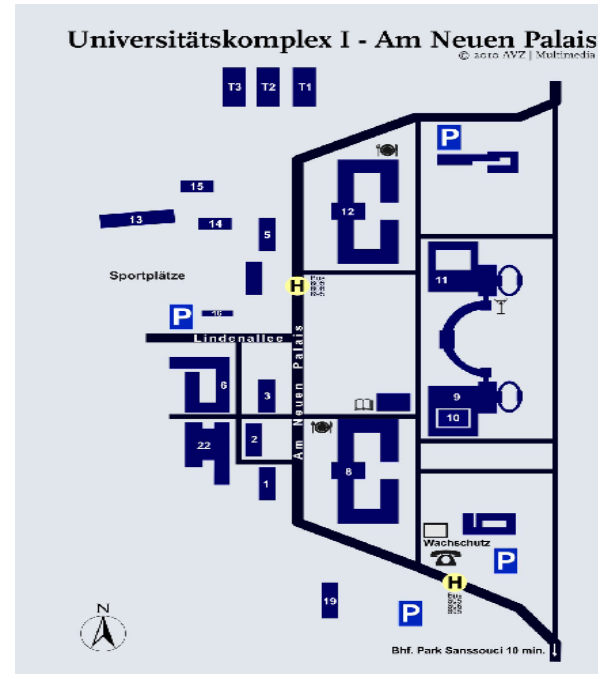 Universitätskomplex I - Am Neuen Palais
© 2010 AVZ | Multimedia
T3 T2 T1
P
15
12
13
14
5
11
Sportplätze
H
P
16
Lindenallee
Am Neuen Palais
6
3
9
10
22
2
8
1
Wachschutz
P
H
19
P
N
Bhf. Park Sanssouci 10 min.